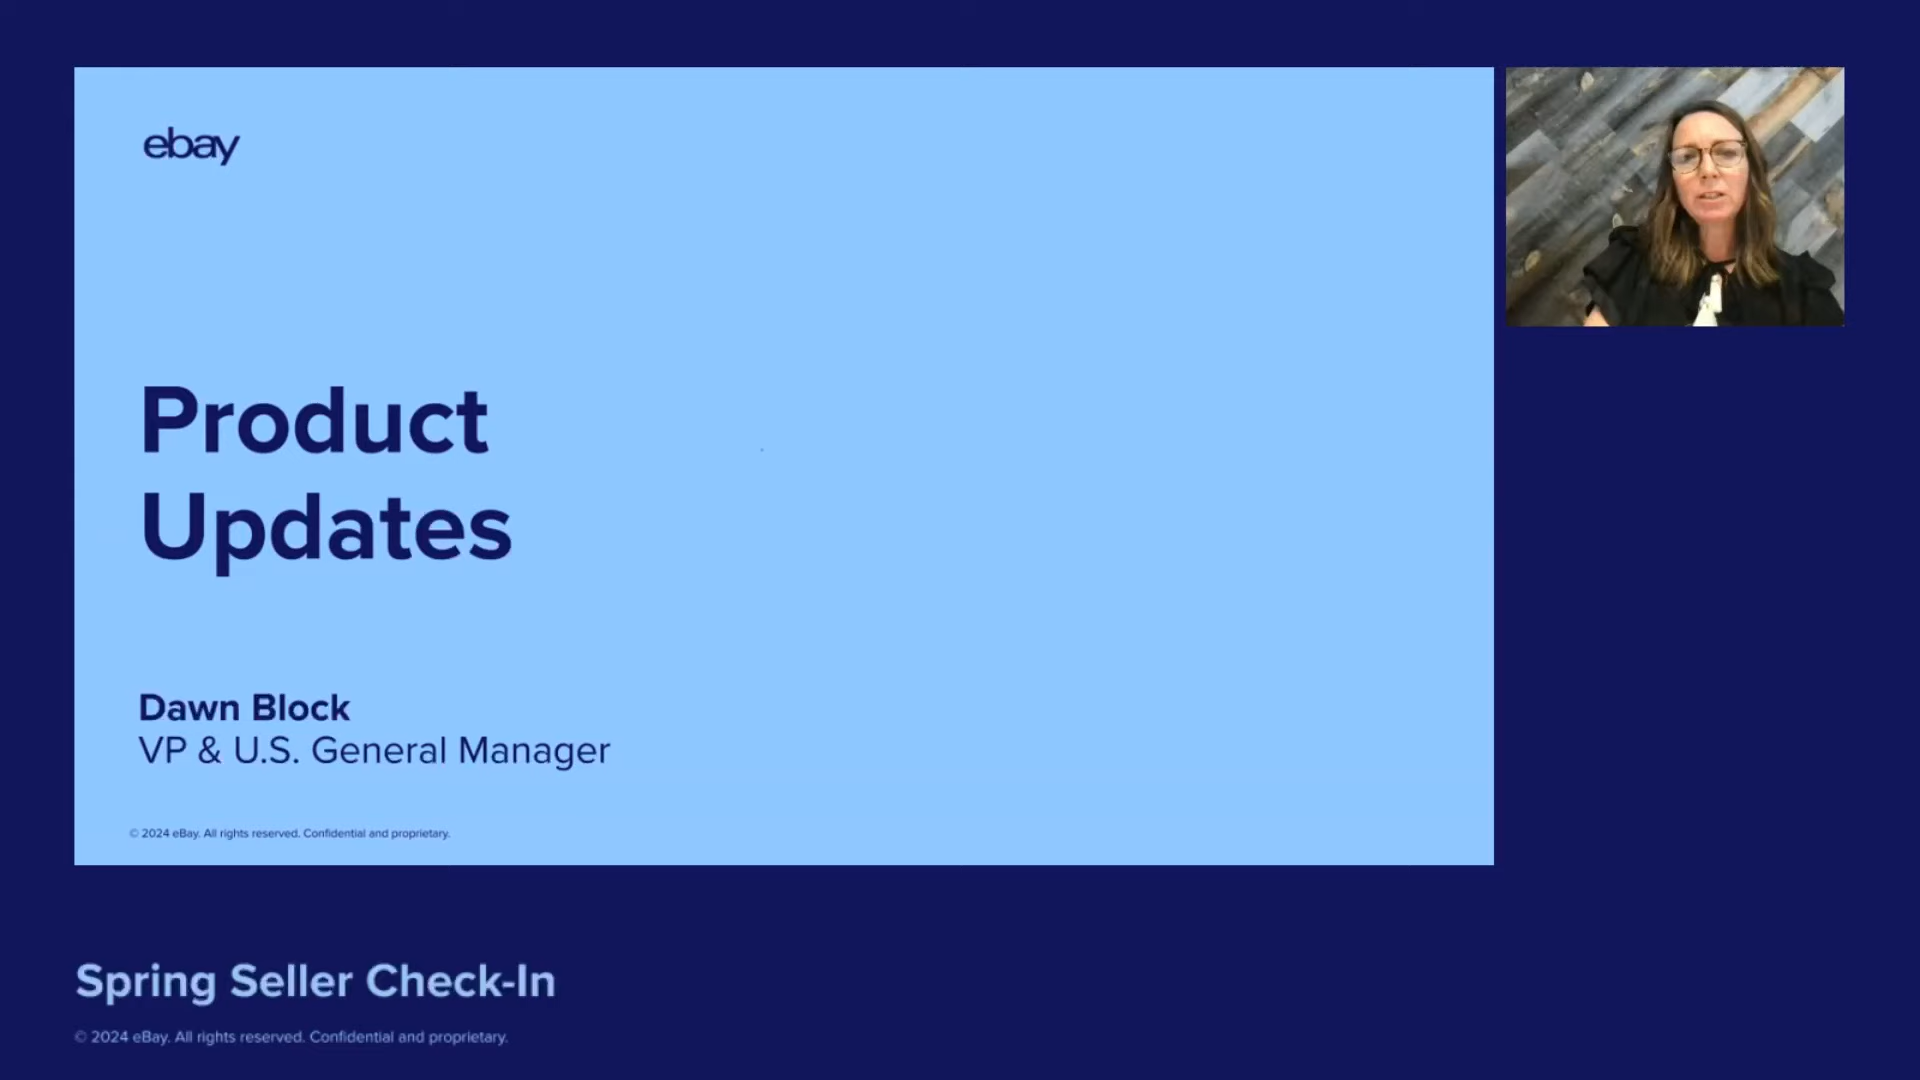 ebay
Product
Updates
Dawn Block
VP & U.S. General Manager
© 2024 eBay. All rights reserved. Confidential and proprietary.
Spring Seller Check-In
© 2024 eBay. All rights reserved. Confidential and proprietary.